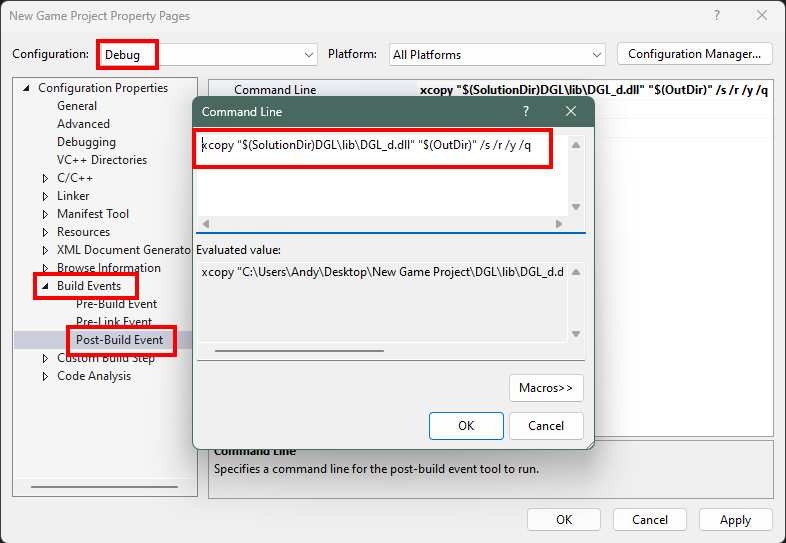 New Game Project Property Pages
?
Configuration:
Debug
Platform:
All Platforms
Configuration Manager...
Configuration Properties
General
Advanced
Debugging
VC++ Directories
C/C++
Linker
Manifest Tool
Resources
XML Document Generato
Browse Information
Build Events
Pre-Build Event
Pre-Link Event
Post-Build Event
Custom Build Step
Code Analysis
Command Line
xcopy "$(SolutionDir)DGL\lib\DGL_d.dll" "$(OutDir)" /s /r /y /q
Command Line
?
xcopy "$(SolutionDir)DGL\lib\DGL_d.dll" "$(OutDir)" /s /r /y /q
Evaluated value:
xcopy "C:\Users\Andy\Desktop\New Game Project\DGL\lib\DGL_d.d
Macros>>
OK
Cancel
Command Line
Specifies a command line for the post-build event tool to run.
OK
Cancel
Apply